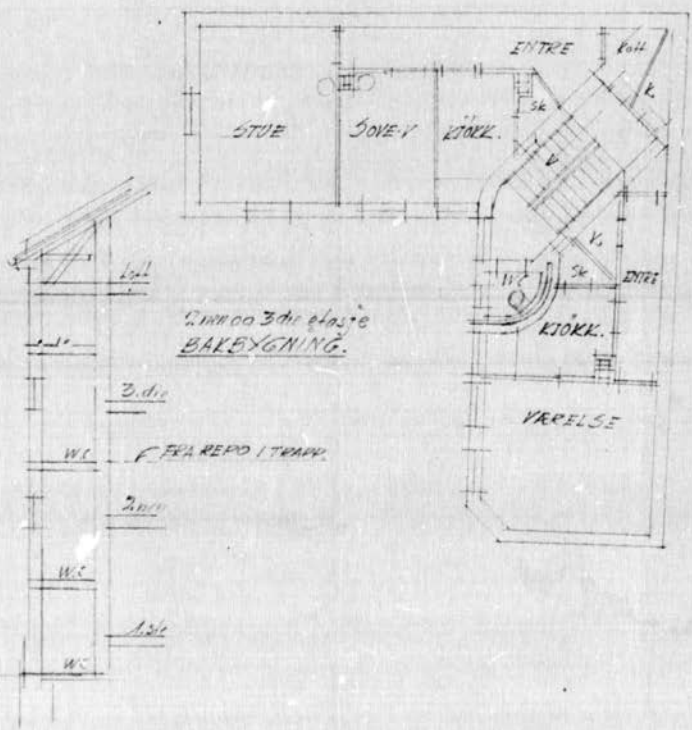 ENTRE
Kott
K.
Sk
STUE
SOVE-V
KJÖKK.
V.
Loft
V.
Sk
ENTRE
WC
2nen og 3die etasje
BAKBYGNING.
KJÖKK.
3.die
VÆRELSE
W.C
FRA REPO I TRAPP.
2nen
W.C
1.ste
WC